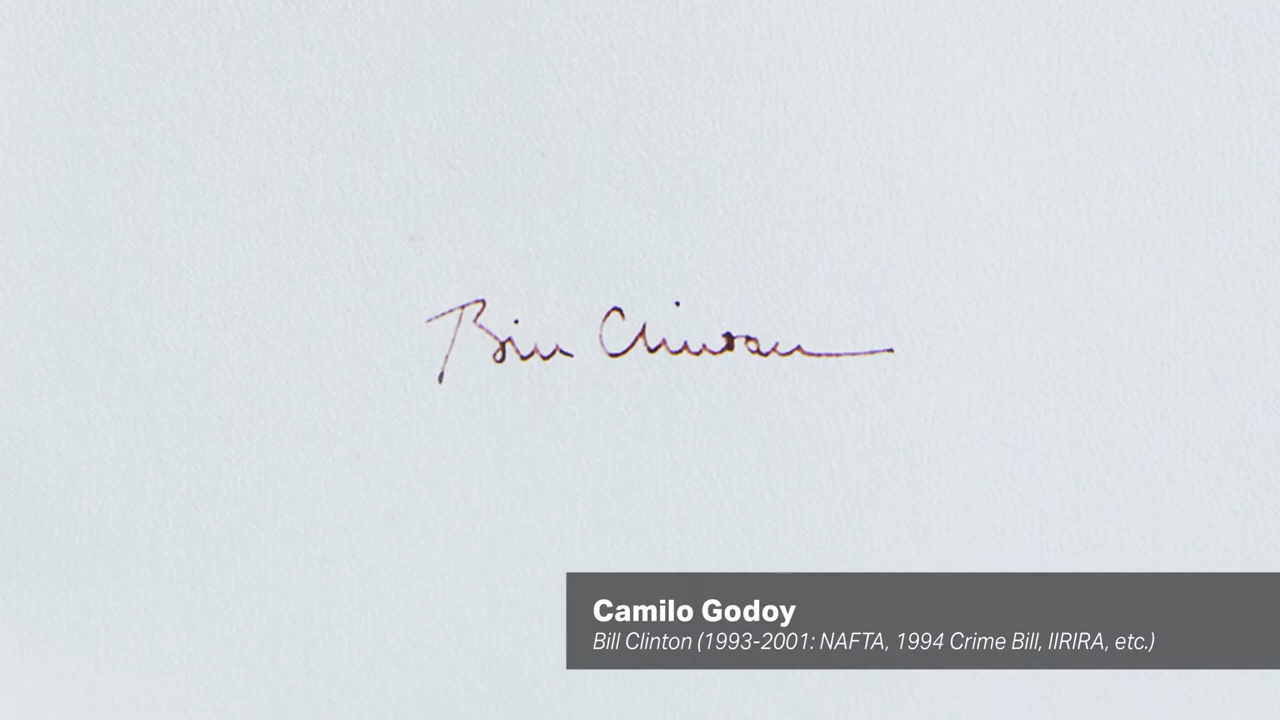 Bill Clinton
Camilo Godoy
Bill Clinton (1993-2001: NAFTA, 1994 Crime Bill, IIRIRA, etc.)